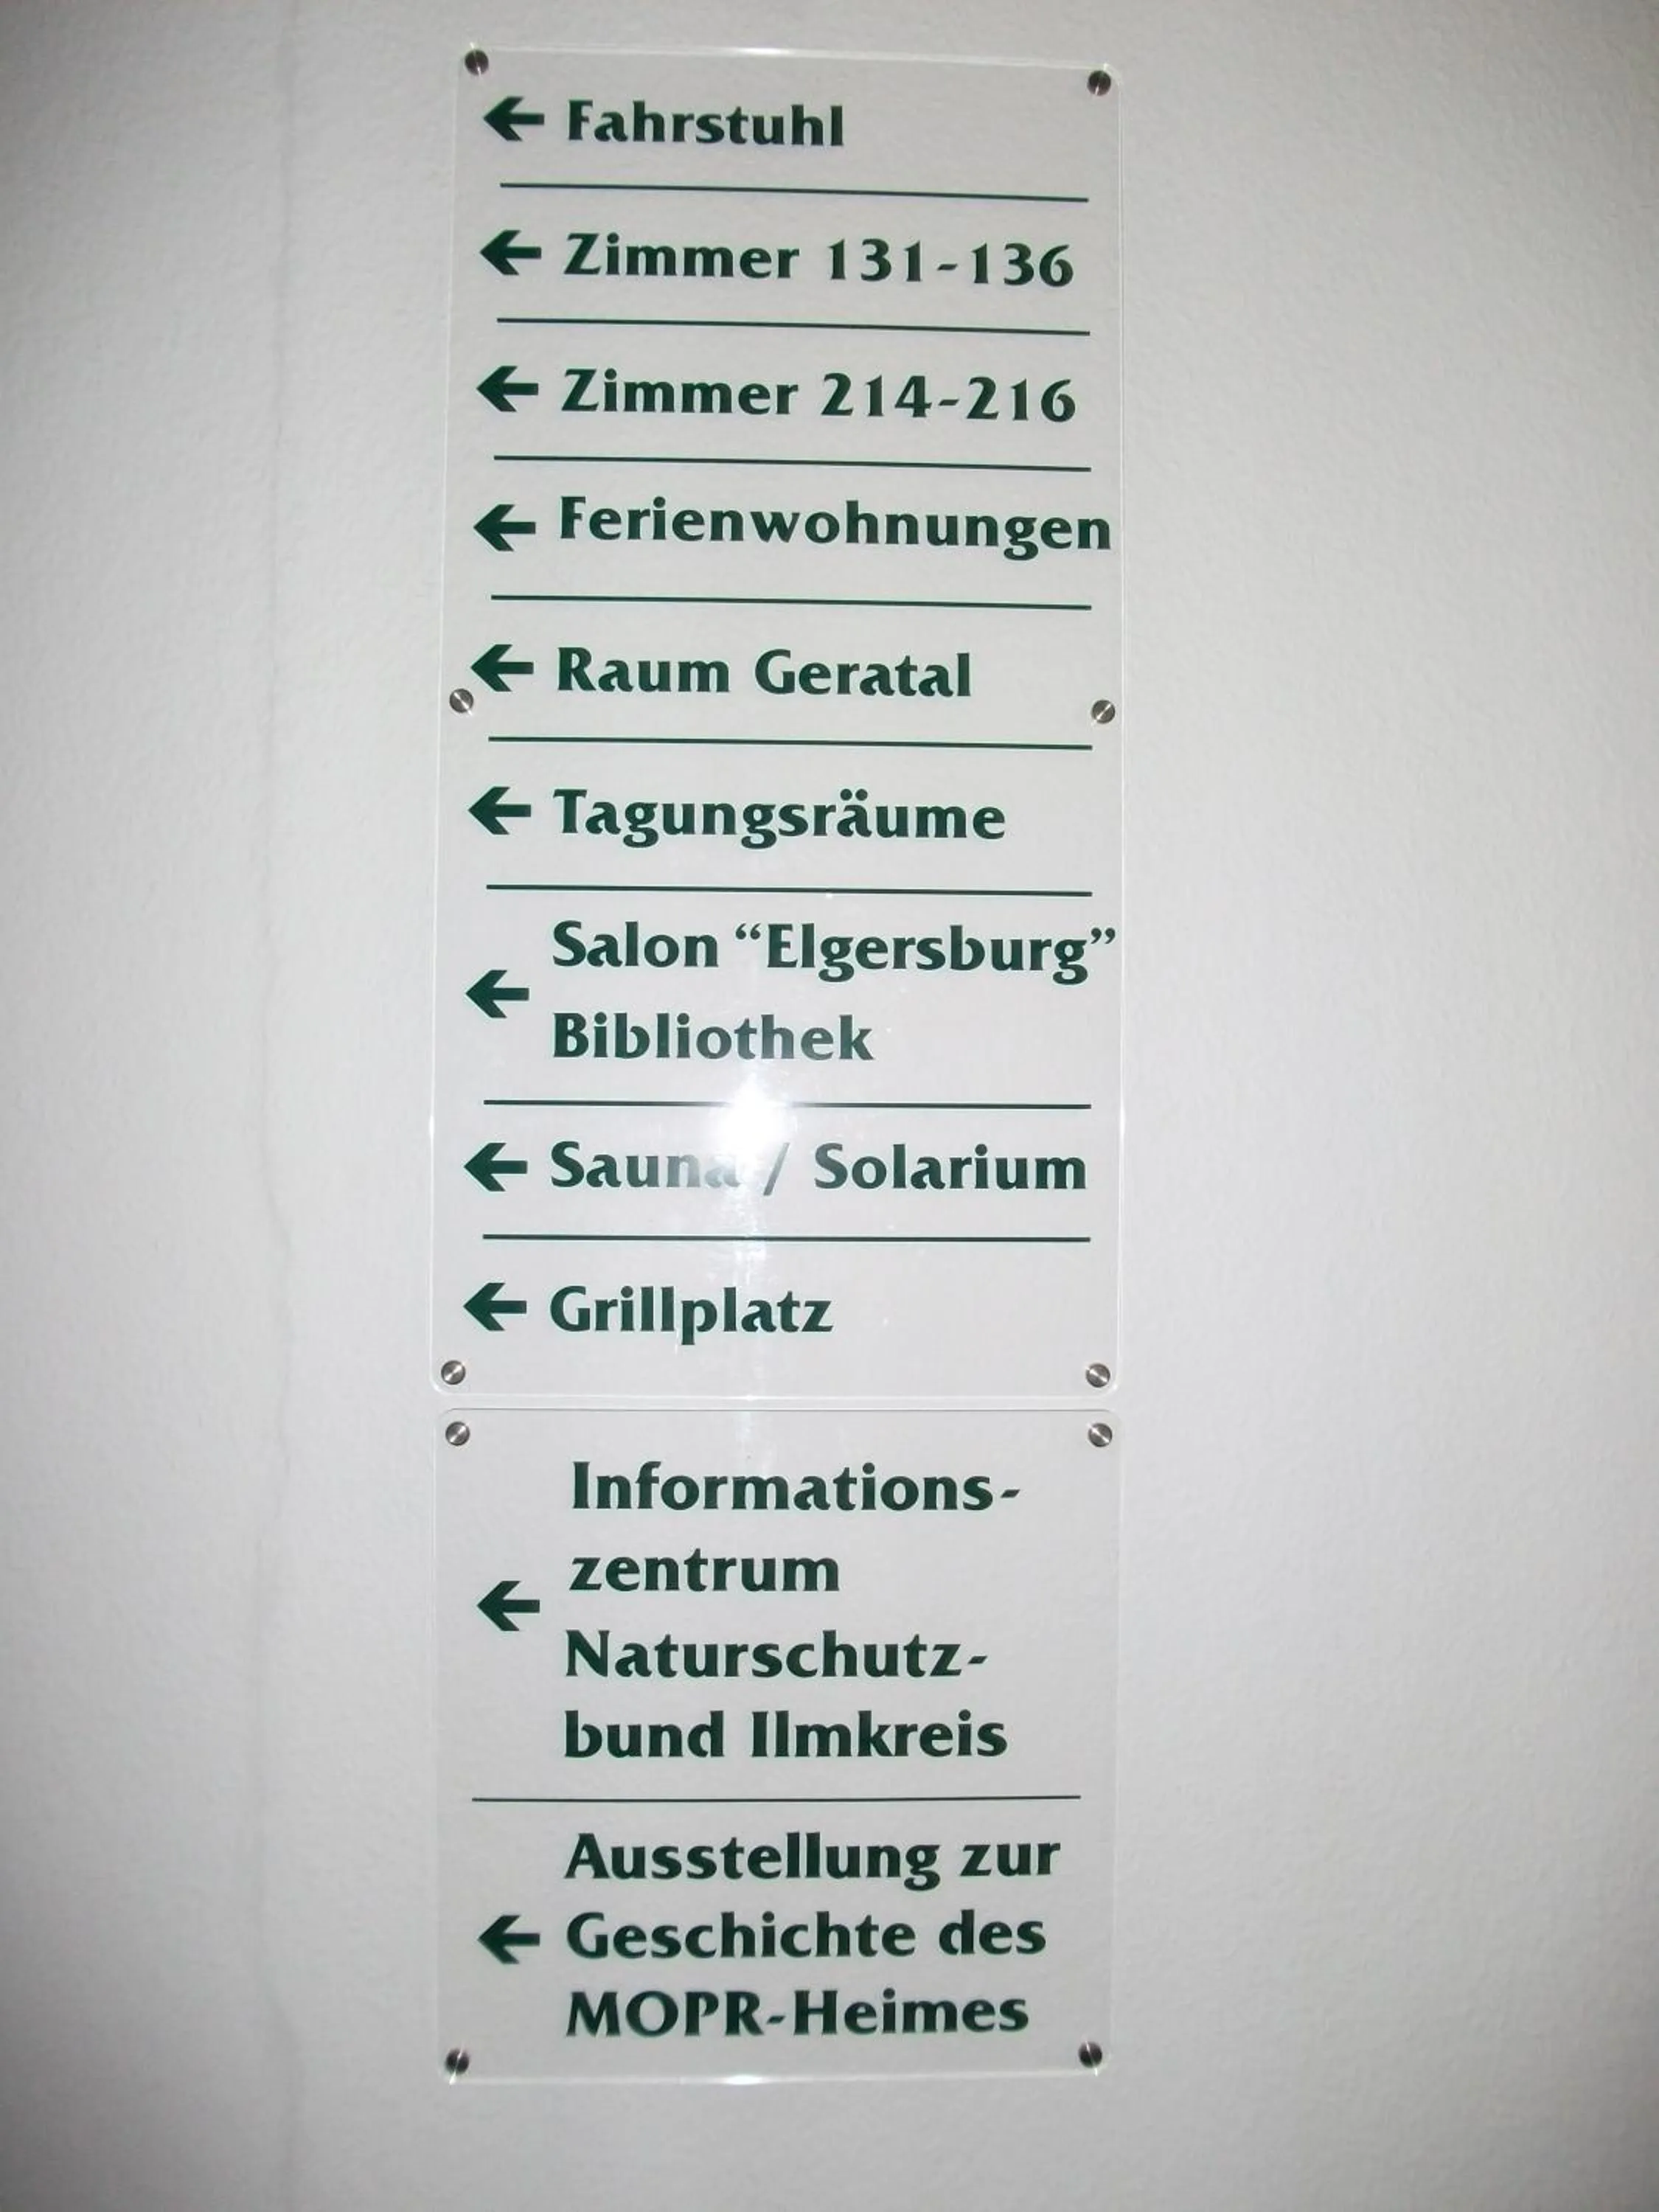 ← Fahrstuhl
← Zimmer 131-136
← Zimmer 214-216
← Ferienwohnungen
← Raum Geratal
← Tagungsräume
Salon “Elgersburg”
← Bibliothek
← Sauna / Solarium
← Grillplatz
Informations-
← zentrum
Naturschutz-
bund Ilmkreis
Ausstellung zur
← Geschichte des
MOPR-Heimes